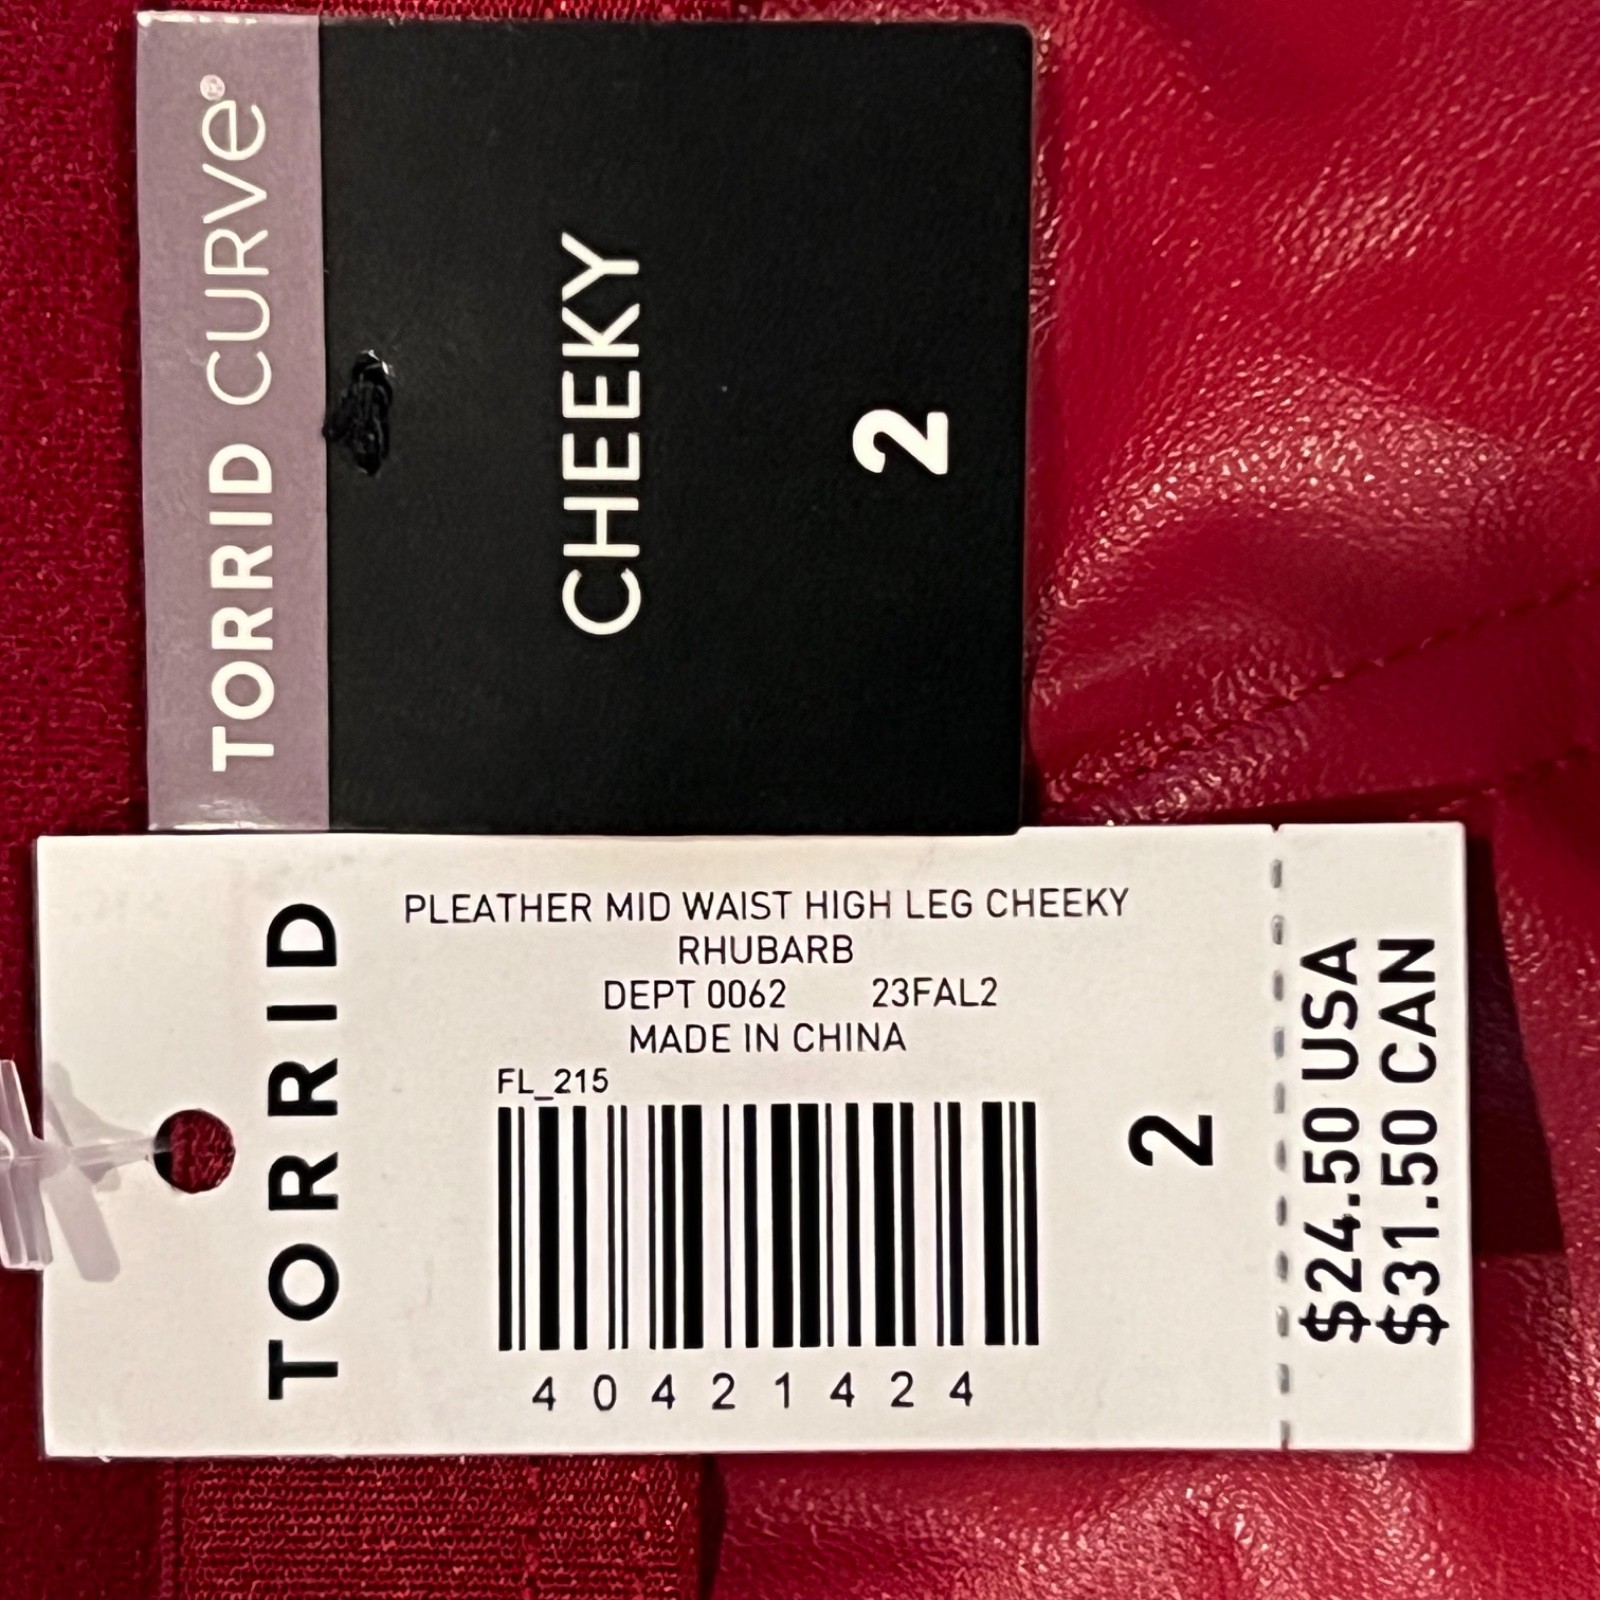 TORRID CURVE®
CHEEKY
2
TORRID
PLEATHER MID WAIST HIGH LEG CHEEKY
RHUBARB
DEPT 0062 23FAL2
MADE IN CHINA
FL_215
40421424
2
$24.50 USA
$31.50 CAN